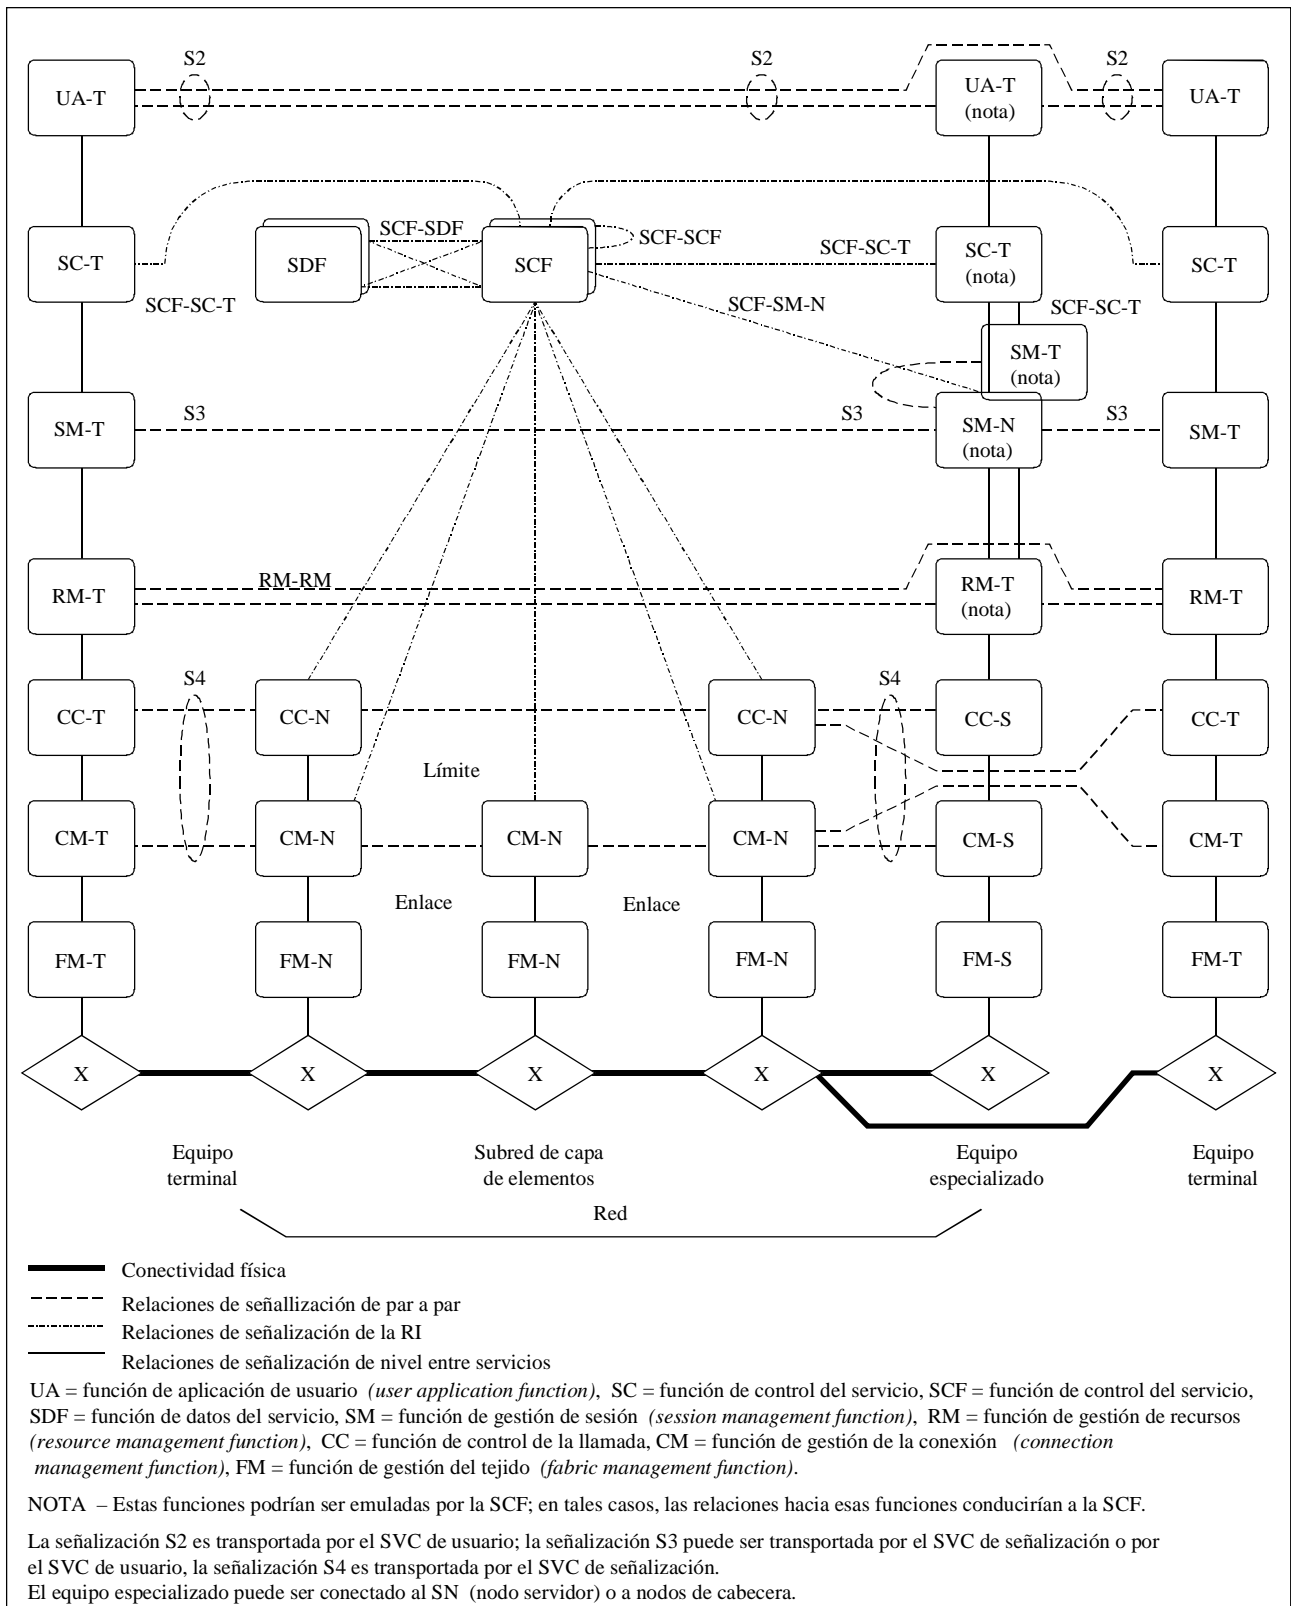 S2 S2 S2
UA-T UA-T UA-T
(nota)
SCF-SDF SCF-SCF
SC-T SDF SCF SCF-SC-T SC-T SC-T
(nota)
SCF-SC-T SCF-SM-N SCF-SC-T
SM-T
(nota)
S3 S3 S3
SM-T SM-N SM-T
(nota)
RM-RM
RM-T RM-T RM-T
(nota)
S4 S4
CC-T CC-N CC-N CC-S CC-T
Límite
CM-T CM-N CM-N CM-N CM-S CM-T
Enlace Enlace
FM-T FM-N FM-N FM-N FM-S FM-T
X X X X X X
Equipo Subred de capa Equipo Equipo
terminal de elementos especializado terminal
Red
Conectividad física
Relaciones de señallización de par a par
Relaciones de señalización de la RI
Relaciones de señalización de nivel entre servicios
UA = función de aplicación de usuario (user application function), SC = función de control del servicio, SCF = función de control del servicio,
SDF = función de datos del servicio, SM = función de gestión de sesión (session management function), RM = función de gestión de recursos
(resource management function), CC = función de control de la llamada, CM = función de gestión de la conexión (connection
management function), FM = función de gestión del tejido (fabric management function).
NOTA – Estas funciones podrían ser emuladas por la SCF; en tales casos, las relaciones hacia esas funciones conducirían a la SCF.
La señalización S2 es transportada por el SVC de usuario; la señalización S3 puede ser transportada por el SVC de señalización o por
el SVC de usuario, la señalización S4 es transportada por el SVC de señalización.
El equipo especializado puede ser conectado al SN (nodo servidor) o a nodos de cabecera.